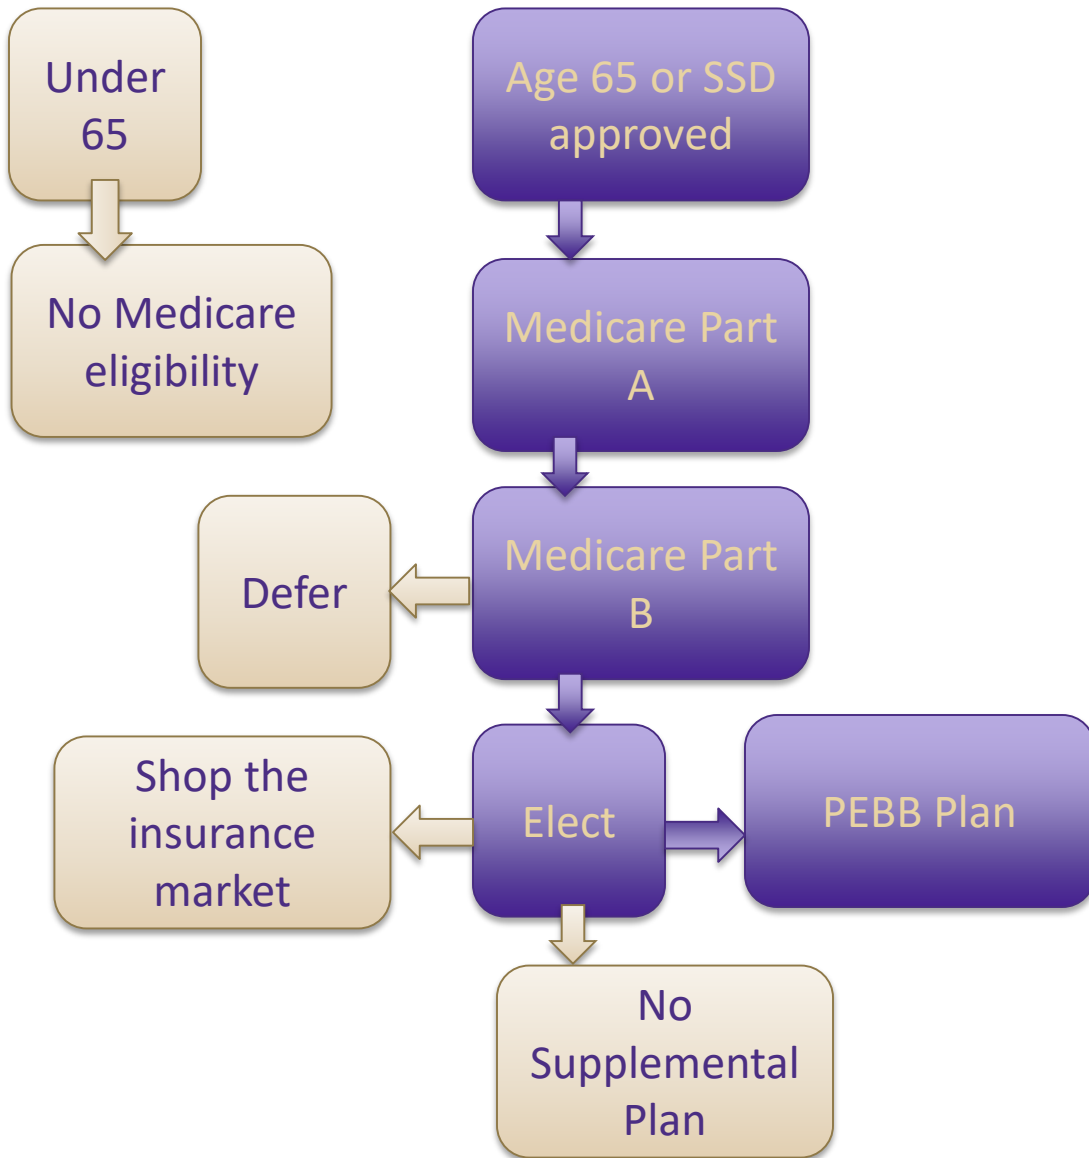 Under
65
Age 65 or SSD
approved
No Medicare
eligibility
Medicare Part
A
Medicare Part
B
Defer
Shop the
insurance
market
Elect
PEBB Plan
No
Supplemental
Plan